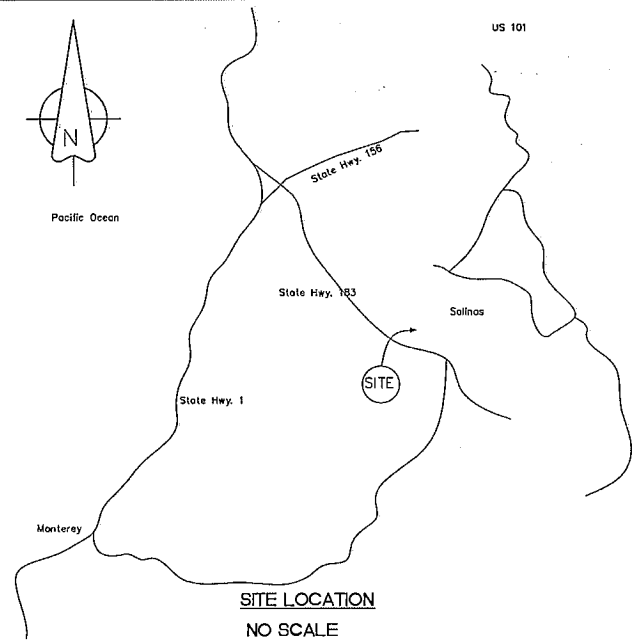 US 101
N
State Hwy. 156
Pacific Ocean
State Hwy. 183
Salinas
SITE
State Hwy. 1
Monterey
SITE LOCATION
NO SCALE